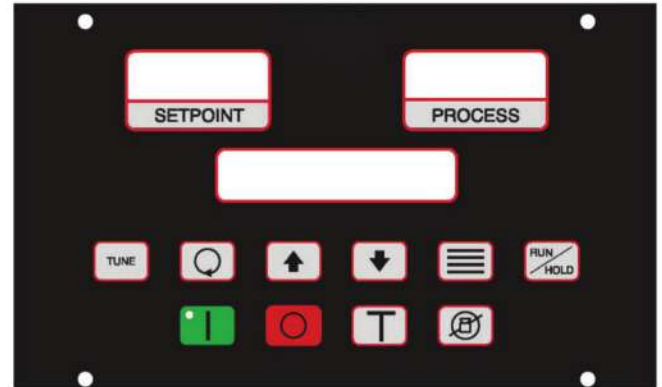 SETPOINT
PROCESS
TUNE
RUN
HOLD
T